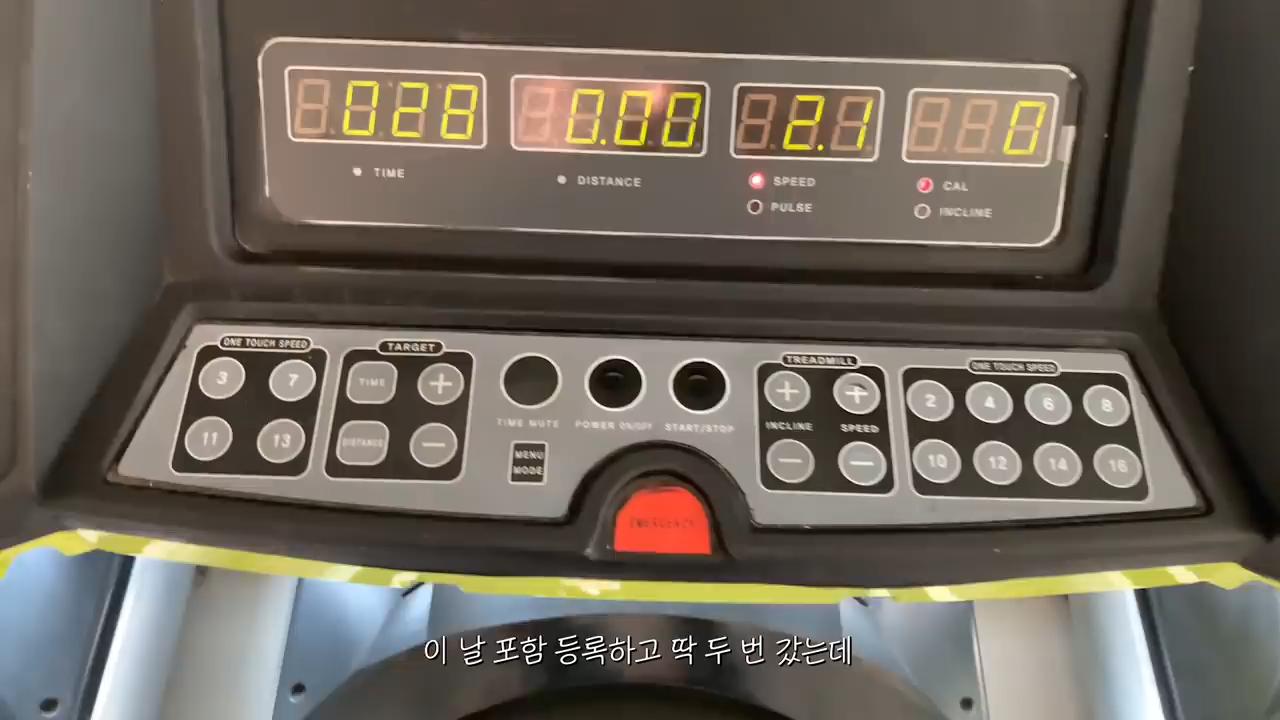 028 0.00 2.1 0
TIME DISTANCE SPEED CAL
PULSE INCLINE
ONE TOUCH SPEED TARGET TREADMILL ONE TOUCH SPEED
3 7 TIME + + + 2 4 6 8
TIME MUTE POWER ON/OFF START/STOP INCLINE SPEED
11 13 DISTANCE − − − 10 12 14 16
MENU
MODE
EMERGENCY
이 날 포함 등록하고 딱 두 번 갔는데